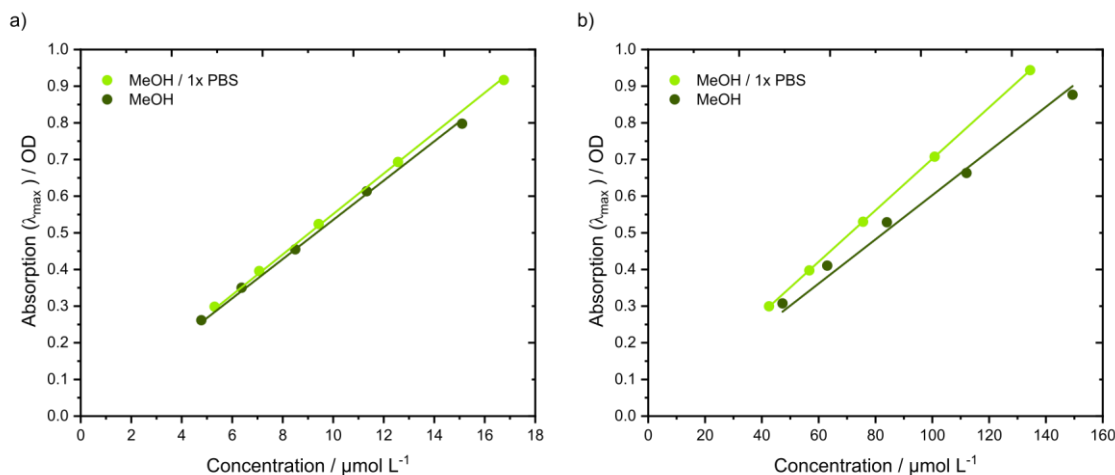 a)
1.0
0.9
0.8
0.7
0.6
0.5
0.4
0.3
0.2
0.1
0.0
Absorption (λmax ) / OD
MeOH / 1x PBS
MeOH
0 2 4 6 8 10 12 14 16 18
Concentration / µmol L-1
b)
1.0
0.9
0.8
0.7
0.6
0.5
0.4
0.3
0.2
0.1
0.0
Absorption (λmax ) / OD
MeOH / 1x PBS
MeOH
0 20 40 60 80 100 120 140 160
Concentration / µmol L-1